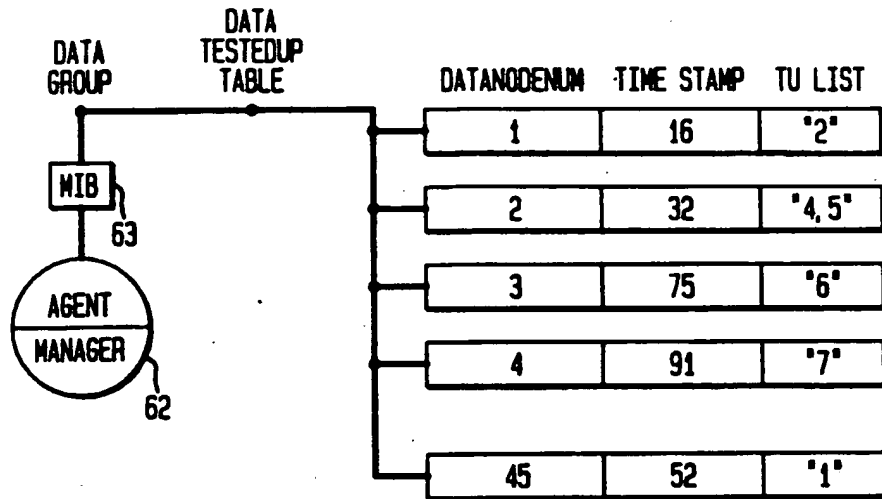 DATA
GROUP
DATA
TESTEDUP
TABLE
DATANODENUM TIME STAMP TU LIST
1 16 "2"
2 32 "4, 5"
3 75 "6"
4 91 "7"
45 52 "1"
MIB
63
AGENT
MANAGER
62